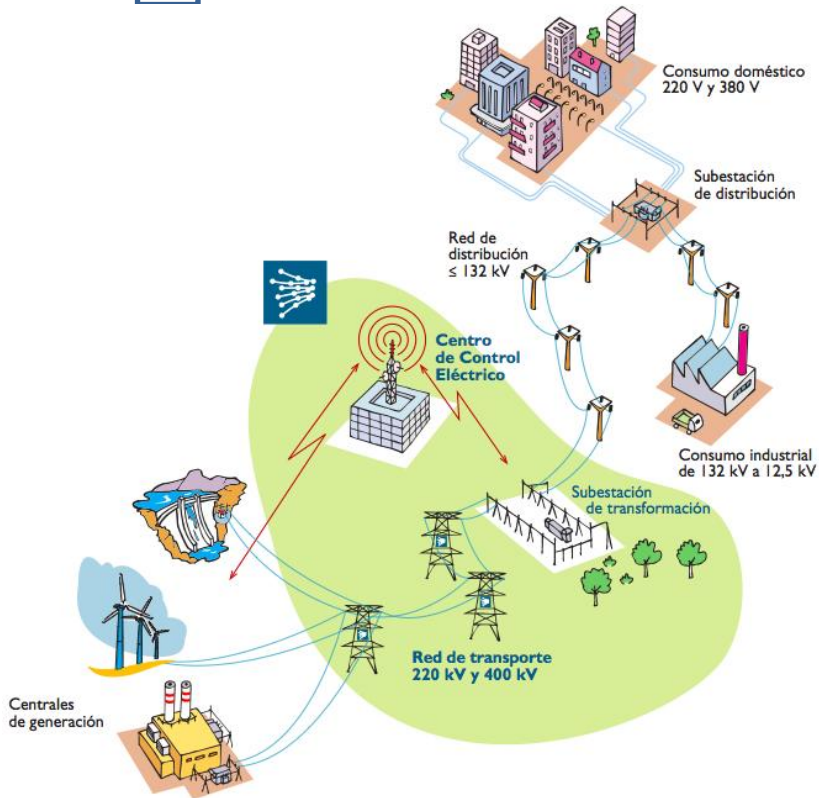 Consumo doméstico
220 V y 380 V
Subestación
de distribución
Red de
distribución
≤ 132 kV
Centro
de Control
Eléctrico
Consumo industrial
de 132 kV a 12,5 kV
Subestación
de transformación
Red de transporte
220 kV y 400 kV
Centrales
de generación